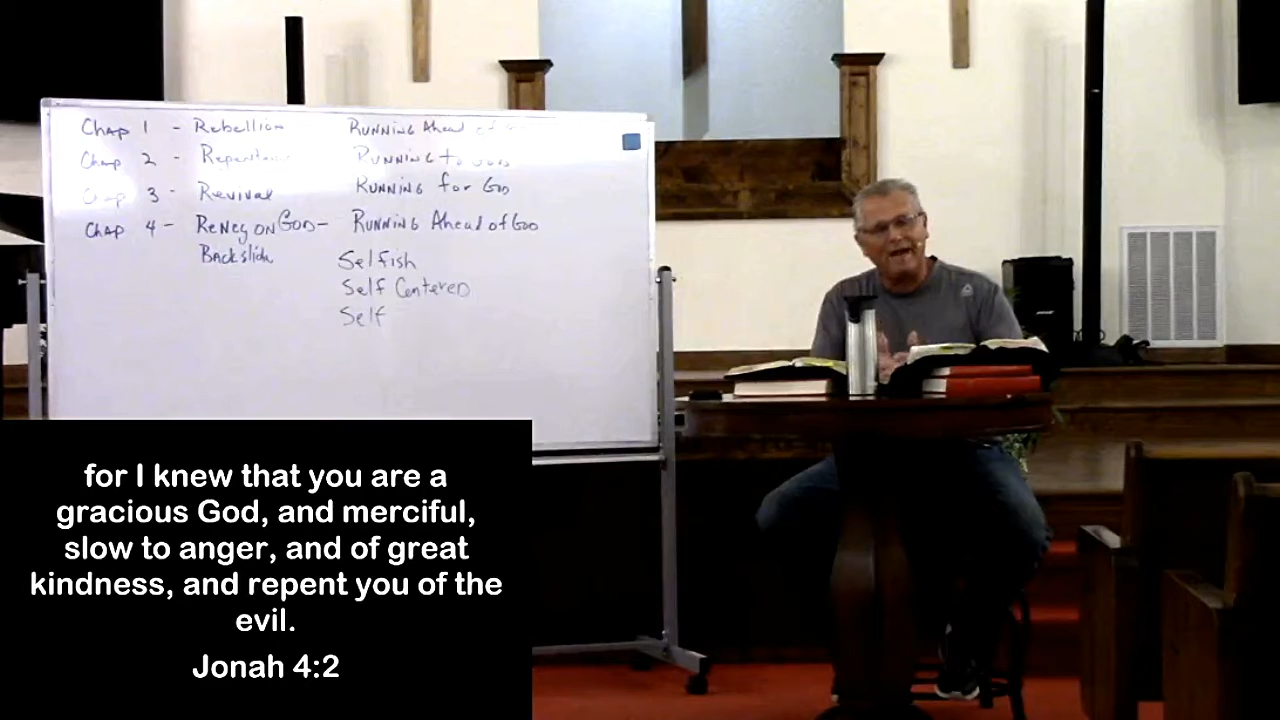 Chap 1 - Rebellion Running Ahead of
Chap 2 - Running to God
Chap 3 - Revival Running for God
Chap 4 - Reneg on God - Running Ahead of God
Backslide
Selfish
Self Centered
Self
for I knew that you are a
gracious God, and merciful,
slow to anger, and of great
kindness, and repent you of the
evil.
Jonah 4:2